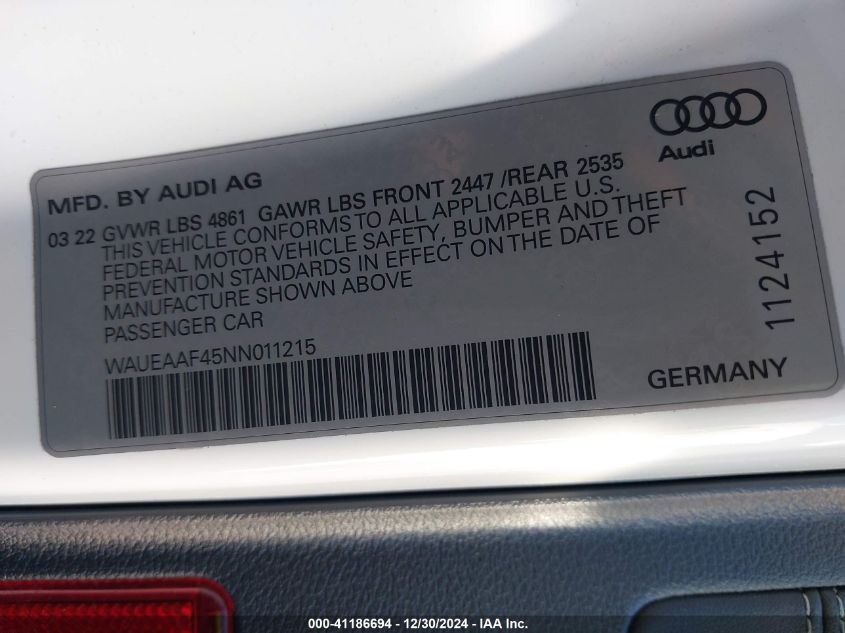 Audi
MFD. BY AUDI AG
03 22 GVWR LBS 4861 GAWR LBS FRONT 2447 /REAR 2535
THIS VEHICLE CONFORMS TO ALL APPLICABLE U.S.
FEDERAL MOTOR VEHICLE SAFETY, BUMPER AND THEFT
PREVENTION STANDARDS IN EFFECT ON THE DATE OF
MANUFACTURE SHOWN ABOVE
PASSENGER CAR
WAUEAAF45NN011215
GERMANY
1124152
000-41186694 - 12/30/2024 - IAA Inc.